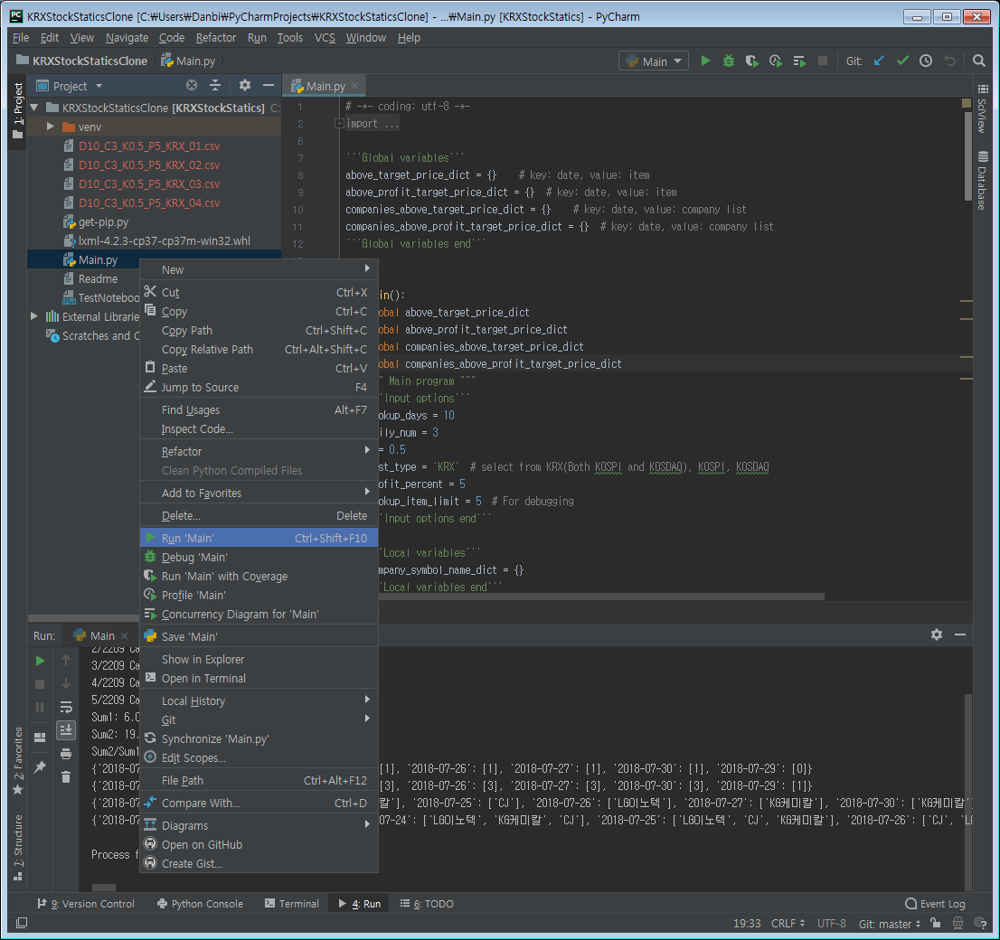 KRXStockStaticsClone [C:₩Users₩Danbi₩PyCharmProjects₩KRXStockStaticsClone] - ...₩Main.py [KRXStockStatics] - PyCharm
File Edit View Navigate Code Refactor Run Tools VCS Window Help
KRXStockStaticsClone Main.py Main Git:
1: Project
Project
KRXStockStaticsClone [KRXStockStatics] C:
venv
D10_C3_K0.5_P5_KRX_01.csv
D10_C3_K0.5_P5_KRX_02.csv
D10_C3_K0.5_P5_KRX_03.csv
D10_C3_K0.5_P5_KRX_04.csv
get-pip.py
lxml-4.2.3-cp37-cp37m-win32.whl
Main.py
Readme
TestNoteboo
External Librarie
Scratches and C
Main.py
1 # -*- coding: utf-8 -*-
2 import ...
6
7 '''Global variables'''
8 above_target_price_dict = {} # key: date, value: item
9 above_profit_target_price_dict = {} # key: date, value: item
10 companies_above_target_price_dict = {} # key: date, value: company list
11 companies_above_profit_target_price_dict = {} # key: date, value: company list
12 '''Global variables end'''
in():
obal above_target_price_dict
obal above_profit_target_price_dict
obal companies_above_target_price_dict
obal companies_above_profit_target_price_dict
" Main program """
''Input options'''
okup_days = 10
ily_num = 3
= 0.5
st_type = 'KRX' # select from KRX(Both KOSPI and KOSDAQ), KOSPI, KOSDAQ
ofit_percent = 5
okup_item_limit = 5 # For debugging
''Input options end'''
''Local variables'''
mpany_symbol_name_dict = {}
''Local variables end'''
SciView
Database
New
Cut Ctrl+X
Copy Ctrl+C
Copy Path Ctrl+Shift+C
Copy Relative Path Ctrl+Alt+Shift+C
Paste Ctrl+V
Jump to Source F4
Find Usages Alt+F7
Inspect Code...
Refactor
Clean Python Compiled Files
Add to Favorites
Delete... Delete
Run 'Main' Ctrl+Shift+F10
Debug 'Main'
Run 'Main' with Coverage
Profile 'Main'
Concurrency Diagram for 'Main'
Save 'Main'
Show in Explorer
Open in Terminal
Local History
Git
Synchronize 'Main.py'
Edit Scopes...
File Path Ctrl+Alt+F12
Compare With... Ctrl+D
Diagrams
Open on GitHub
Create Gist...
Run: Main
2/2209 Ca
3/2209 Ca
4/2209 Ca
5/2209 Ca
Sum1: 6.0
Sum2: 19.
Sum2/Sum1
{'2018-07 [1], '2018-07-26': [1], '2018-07-27': [1], '2018-07-30': [1], '2018-07-29': [0]}
{'2018-07 [3], '2018-07-26': [3], '2018-07-27': [3], '2018-07-30': [3], '2018-07-29': [1]}
{'2018-07 칼'], '2018-07-25': ['CJ'], '2018-07-26': ['LG이노텍'], '2018-07-27': ['KG케미칼'], '2018-07-30': ['KG케미칼']
{'2018-07 07-24': ['LG이노텍', 'KG케미칼', 'CJ'], '2018-07-25': ['LG이노텍', 'CJ', 'KG케미칼'], '2018-07-26': ['CJ', 'LG
Process f
2: Favorites
7: Structure
9: Version Control Python Console Terminal 4: Run 6: TODO Event Log
19:33 CRLF UTF-8 Git: master